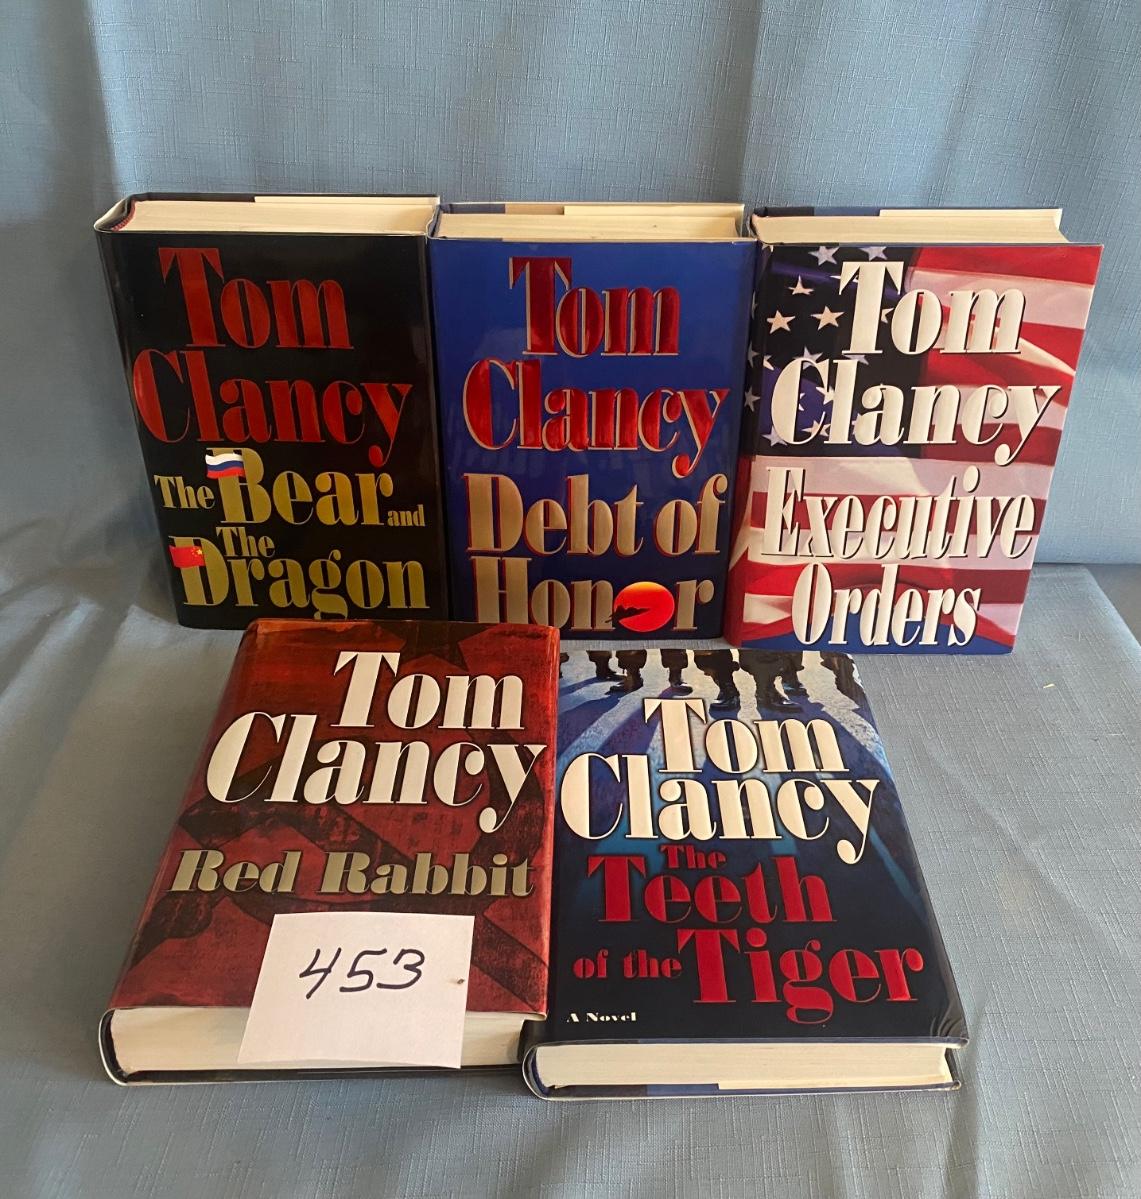 Tom
Clancy
The Bear and
The
Dragon
Tom
Clancy
Debt of
Honor
Tom
Clancy
Executive
Orders
Tom
Clancy
Red Rabbit
453
Tom
Clancy
The
Teeth
of the Tiger
A Novel